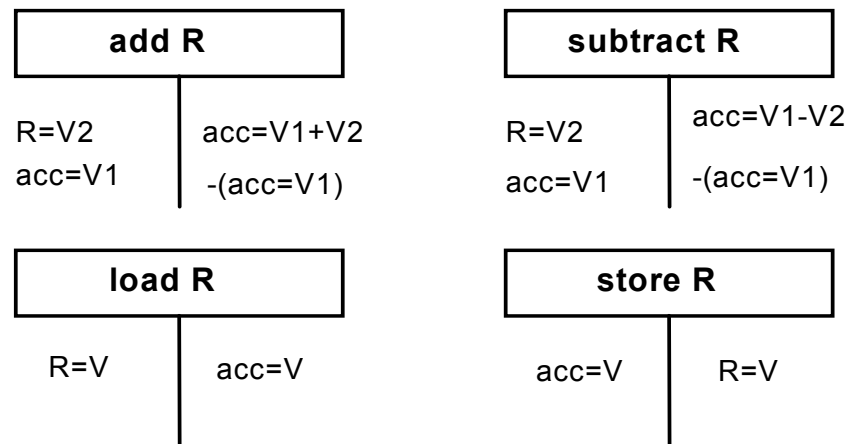 add R
R=V2
acc=V1
acc=V1+V2
-(acc=V1)
subtract R
R=V2
acc=V1
acc=V1-V2
-(acc=V1)
load R
R=V
acc=V
store R
acc=V
R=V